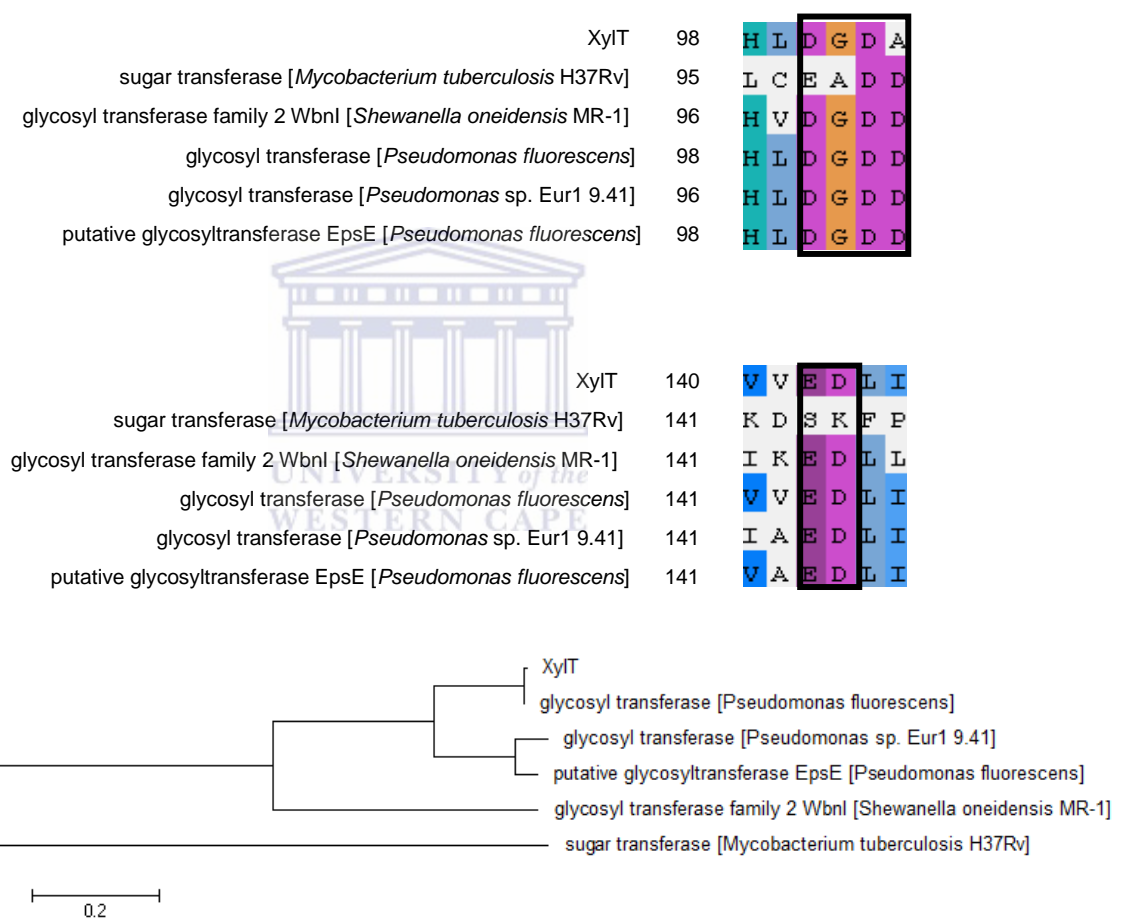 XylT 98 H L D G D A
sugar transferase [Mycobacterium tuberculosis H37Rv] 95 L C E A D D
glycosyl transferase family 2 WbnI [Shewanella oneidensis MR-1] 96 H V D G D D
glycosyl transferase [Pseudomonas fluorescens] 98 H L D G D D
glycosyl transferase [Pseudomonas sp. Eur1 9.41] 96 H L D G D D
putative glycosyltransferase EpsE [Pseudomonas fluorescens] 98 H L D G D D
XylT 140 V V E D L I
sugar transferase [Mycobacterium tuberculosis H37Rv] 141 K D S K F P
glycosyl transferase family 2 WbnI [Shewanella oneidensis MR-1] 141 I K E D L L
UNIVERSITY of the
glycosyl transferase [Pseudomonas fluorescens] 141 V V E D L I
WESTERN CAPE
glycosyl transferase [Pseudomonas sp. Eur1 9.41] 141 I A E D L I
putative glycosyltransferase EpsE [Pseudomonas fluorescens] 141 V A E D L I
XylT
glycosyl transferase [Pseudomonas fluorescens]
glycosyl transferase [Pseudomonas sp. Eur1 9.41]
putative glycosyltransferase EpsE [Pseudomonas fluorescens]
glycosyl transferase family 2 WbnI [Shewanella oneidensis MR-1]
sugar transferase [Mycobacterium tuberculosis H37Rv]
0.2